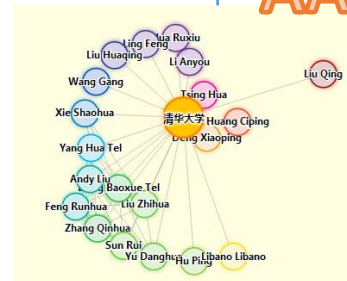 Hua Ruxiu
Ling Feng
Liu Huaqing
Li Anyou
Liu Qing
Wang Gang
Tsing Hua
Xie Shaohua
清华大学
Huang Ciping
Deng Xiaoping
Yang Hua Tel
Andy Liu
Baoxue Tel
Feng Runhua
Liu Zhihua
Zhang Qinhua
Sun Rui
Yu Danghua
Hu Ping
Libano Libano